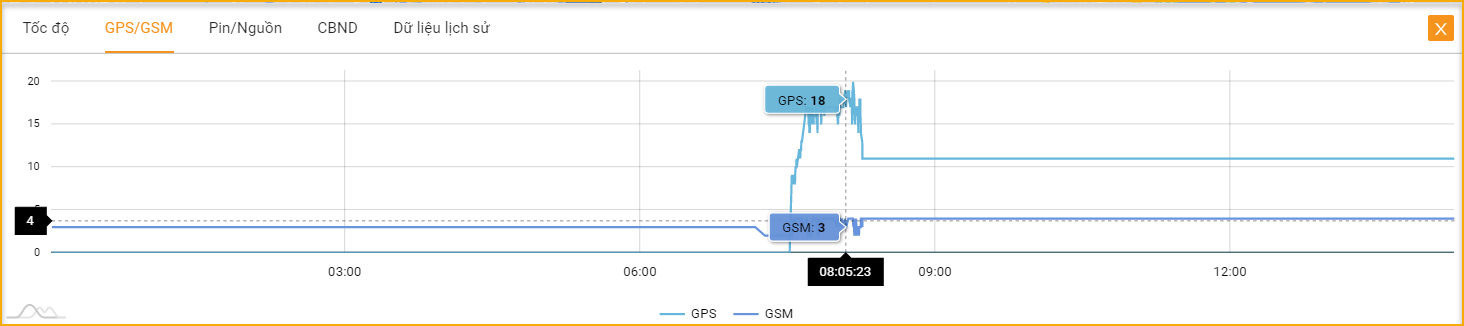 Tốc độ GPS/GSM Pin/Nguồn CBND Dữ liệu lịch sử X
20
GPS: 18
15
10
5
4
GSM: 3
0
03:00 06:00 08:05:23 09:00 12:00
GPS GSM